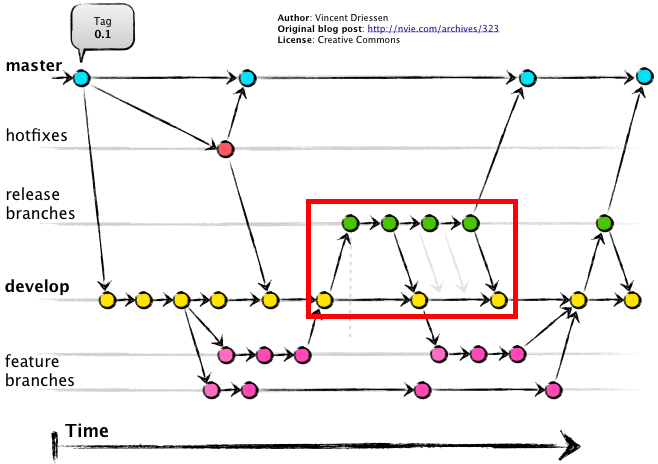 Tag
0.1
Author: Vincent Driessen
Original blog post: http://nvie.com/archives/323
License: Creative Commons
master
hotfixes
release
branches
develop
feature
branches
Time